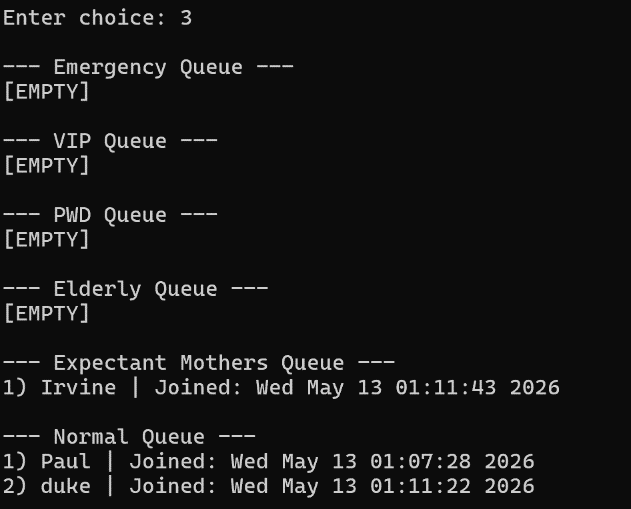 Enter choice: 3
--- Emergency Queue ---
[EMPTY]
--- VIP Queue ---
[EMPTY]
--- PWD Queue ---
[EMPTY]
--- Elderly Queue ---
[EMPTY]
--- Expectant Mothers Queue ---
1) Irvine | Joined: Wed May 13 01:11:43 2026
--- Normal Queue ---
1) Paul | Joined: Wed May 13 01:07:28 2026
2) duke | Joined: Wed May 13 01:11:22 2026